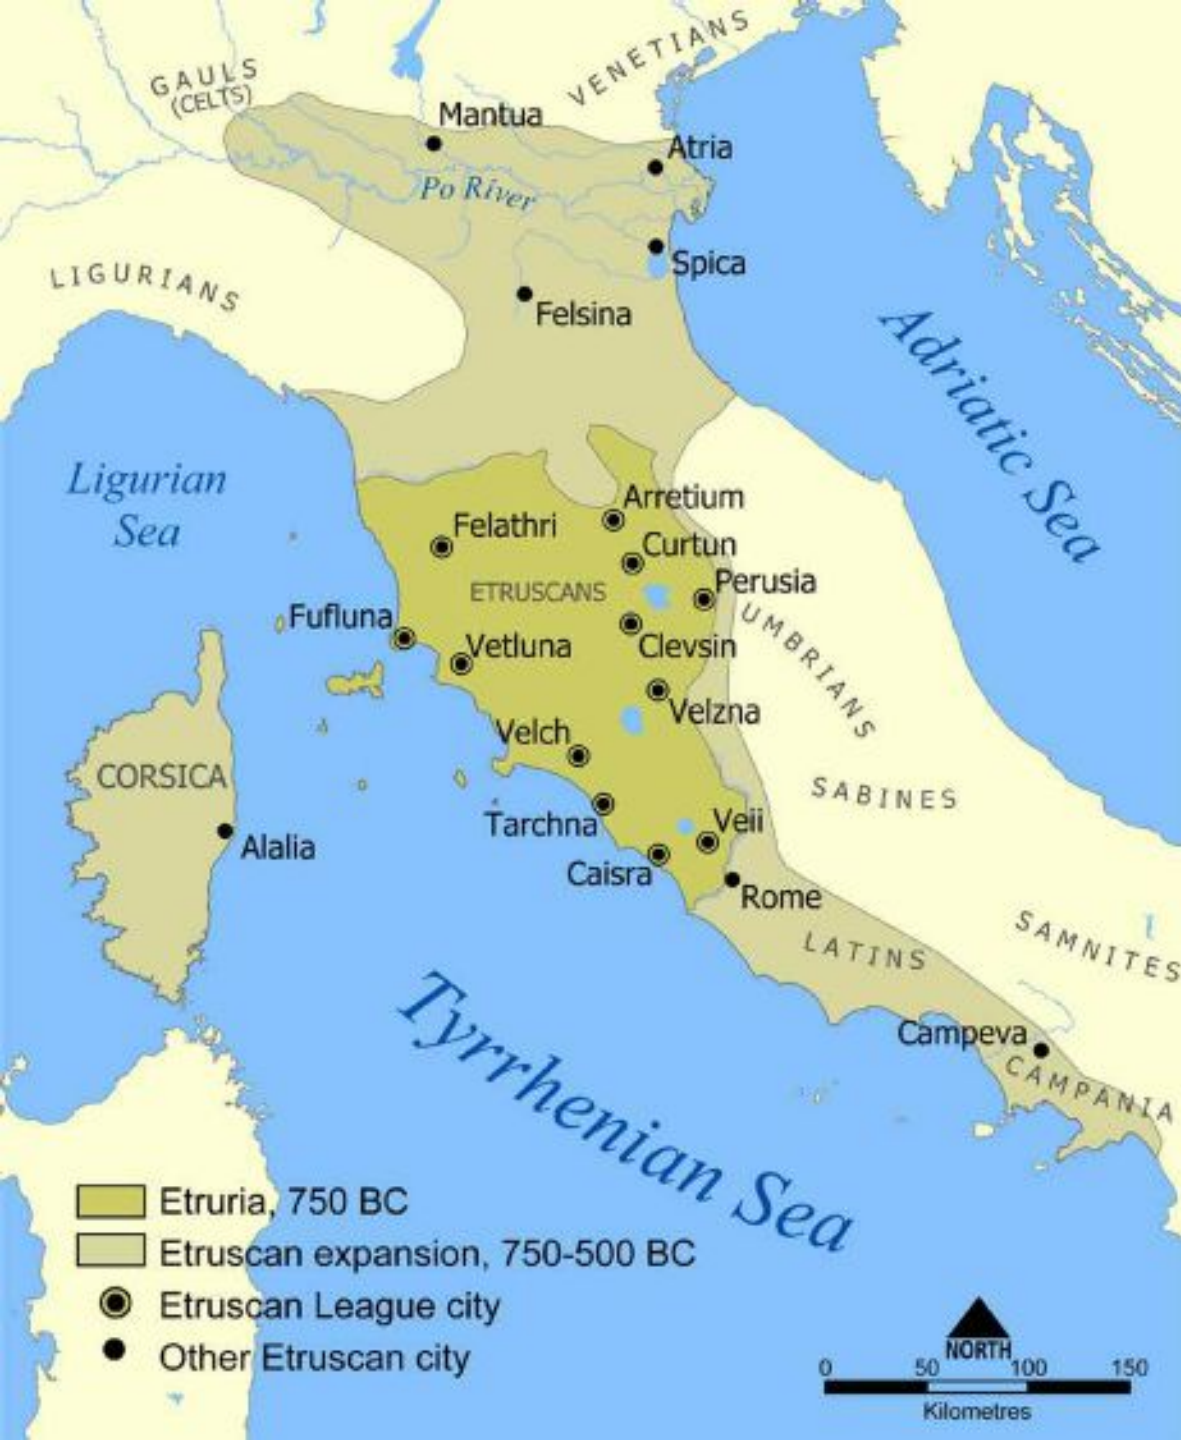 GAULS
(CELTS)
VENETIANS
Mantua
Atria
Po River
Spica
LIGURIANS
Felsina
Adriatic Sea
Ligurian
Sea
Arretium
Felathri
Curtun
ETRUSCANS
Perusia
Fufluna
UMBRIANS
Vetluna
Clevsin
Velzna
Velch
CORSICA
SABINES
Tarchna
Veii
Alalia
Caisra
Rome
LATINS
SAMNITES
Tyrrhenian Sea
Campeva
CAMPANIA
Etruria, 750 BC
Etruscan expansion, 750-500 BC
Etruscan League city
Other Etruscan city
NORTH
0 50 100 150
Kilometres